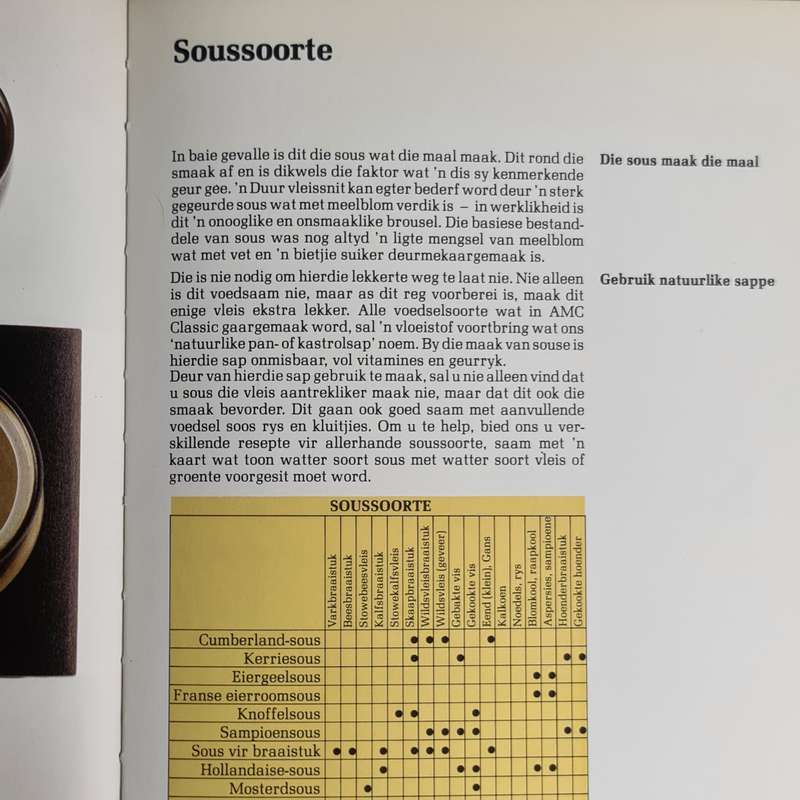 Soussoorte
In baie gevalle is dit die sous wat die maal maak. Dit rond die
smaak af en is dikwels die faktor wat 'n dis sy kenmerkende
geur gee. 'n Duur vleissnit kan egter bederf word deur 'n sterk
gegeurde sous wat met meelblom verdik is – in werklikheid is
dit 'n onooglike en onsmaaklike brousel. Die basiese bestand-
dele van sous was nog altyd 'n ligte mengsel van meelblom
wat met vet en 'n bietjie suiker deurmekaargemaak is.
Die sous maak die maal
Die is nie nodig om hierdie lekkerte weg te laat nie. Nie alleen
is dit voedsaam nie, maar as dit reg voorberei is, maak dit
enige vleis ekstra lekker. Alle voedselsoorte wat in AMC
Classic gaargemaak word, sal 'n vloeistof voortbring wat ons
'natuurlike pan- of kastrolsap' noem. By die maak van souse is
hierdie sap onmisbaar, vol vitamines en geurryk.
Deur van hierdie sap gebruik te maak, sal u nie alleen vind dat
u sous die vleis aantrekliker maak nie, maar dat dit ook die
smaak bevorder. Dit gaan ook goed saam met aanvullende
voedsel soos rys en kluitjies. Om u te help, bied ons u ver-
skillende resepte vir allerhande soussoorte, saam met 'n
kaart wat toon watter soort sous met watter soort vleis of
groente voorgesit moet word.
Gebruik natuurlike sappe
SOUSSOORTE
Varkbraaistuk
Beesbraaistuk
Stowebeesvleis
Kalfsbraaistuk
Stowekalfsvleis
Skaapbraaistuk
Wildsvleisbraaistuk
Wildsvleis (geveer)
Gebakte vis
Gekookte vis
Eend (klein), Gans
Kalkoen
Noedels, rys
Blomkool, raapkool
Aspersies, sampioene
Hoenderbraaistuk
Gekookte hoender
Cumberland-sous
Kerriesous
Eiergeelsous
Franse eierroomsous
Knoffelsous
Sampioensous
Sous vir braaistuk
Hollandaise-sous
Mosterdsous